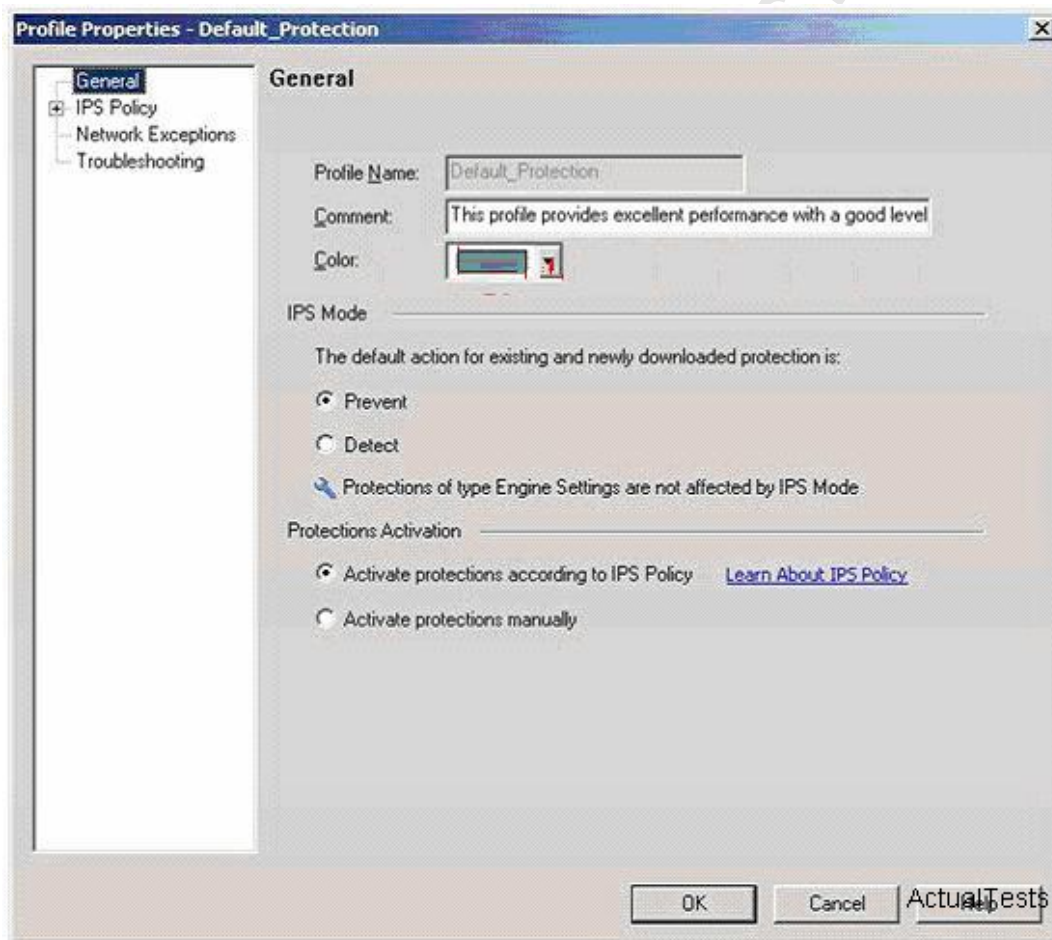 Profile Properties - Default_Protection
General
IPS Policy
Network Exceptions
Troubleshooting
General
Profile Name: Default_Protection
Comment: This profile provides excellent performance with a good level
Color:
IPS Mode
The default action for existing and newly downloaded protection is:
Prevent
Detect
Protections of type Engine Settings are not affected by IPS Mode
Protections Activation
Activate protections according to IPS Policy Learn About IPS Policy
Activate protections manually
OK Cancel Help
ActualTests